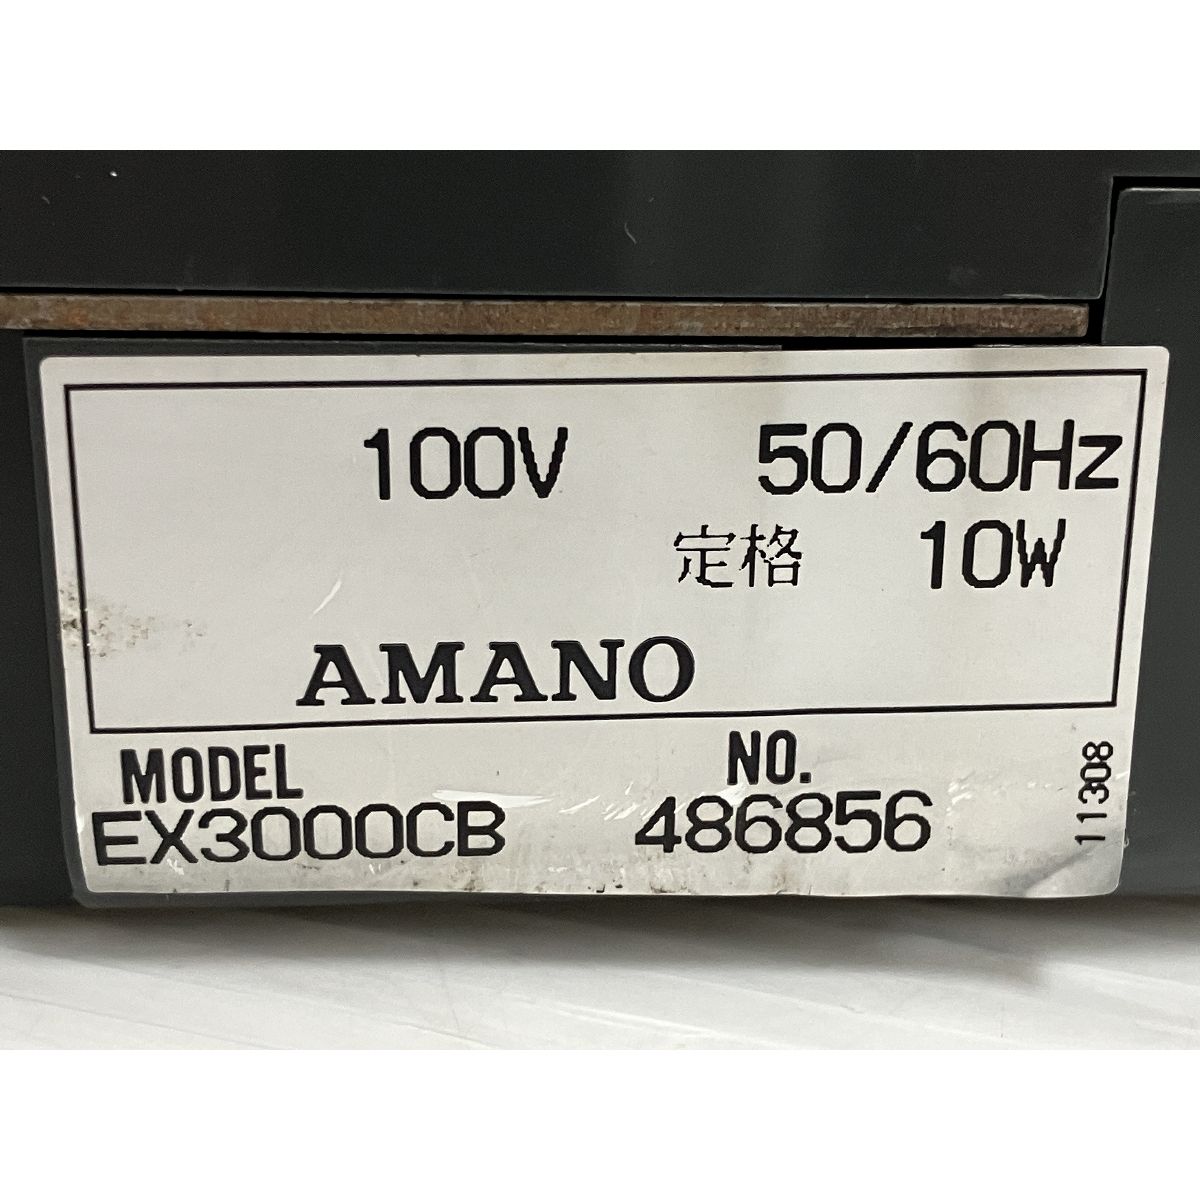 100V 50/60Hz
定格 10W
AMANO
MODEL NO.
EX3000CB 486856
11308